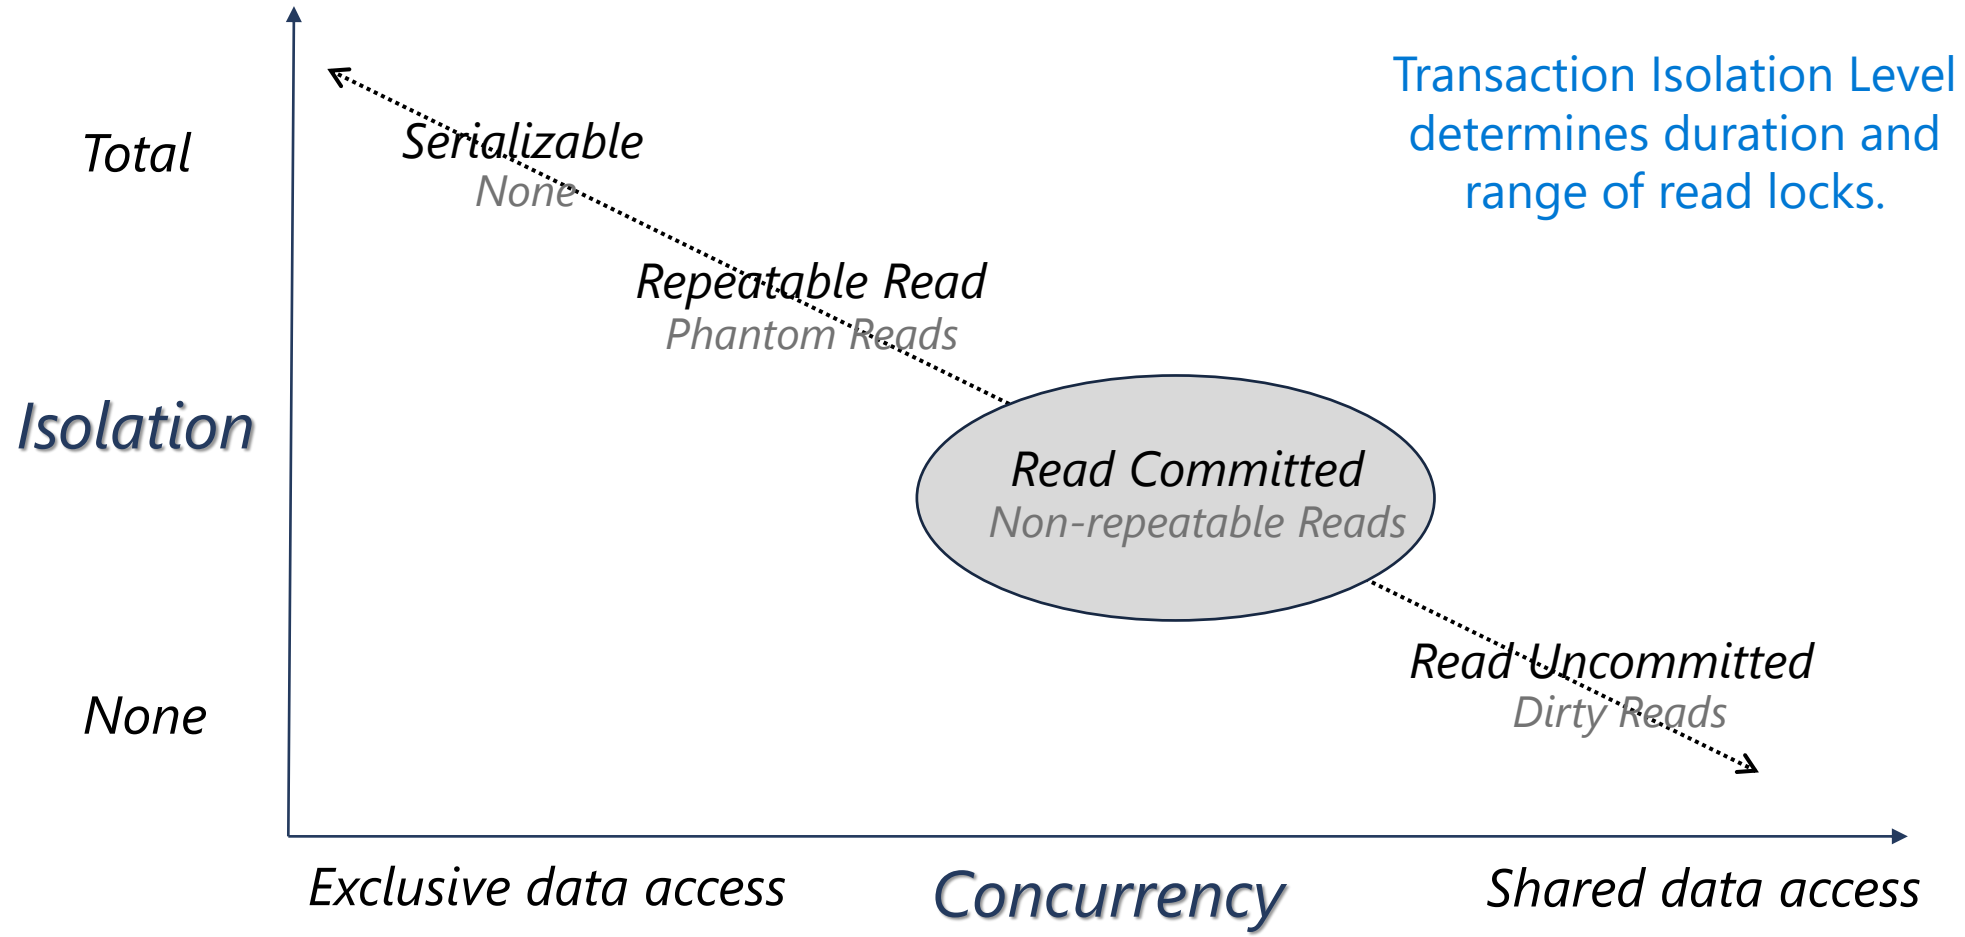 Transaction Isolation Level
determines duration and
range of read locks.
Total
Serializable
None
Repeatable Read
Phantom Reads
Isolation
Read Committed
Non-repeatable Reads
Read Uncommitted
Dirty Reads
None
Exclusive data access
Concurrency
Shared data access